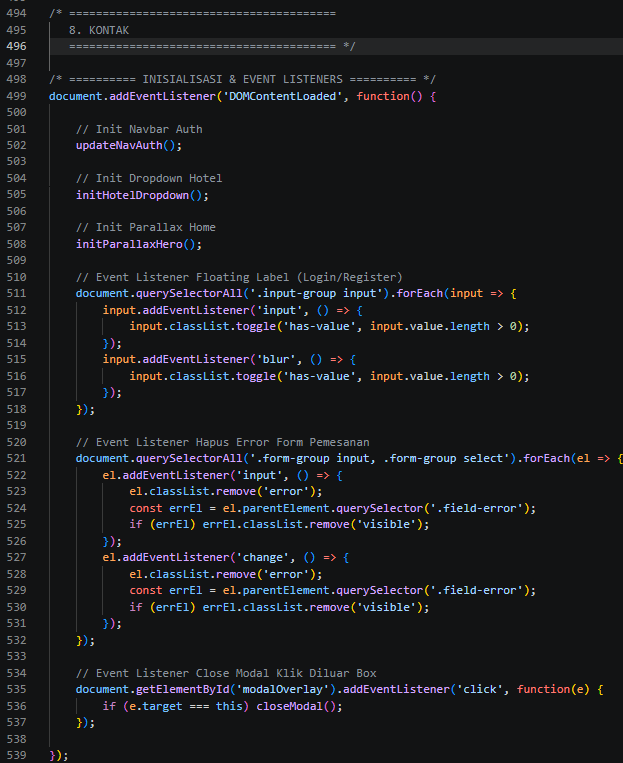 494 /* ========================================
495    8. KONTAK
496    ======================================== */
497
498 /* ========== INISIALISASI & EVENT LISTENERS ========== */
499 document.addEventListener('DOMContentLoaded', function() {
500
501     // Init Navbar Auth
502     updateNavAuth();
503
504     // Init Dropdown Hotel
505     initHotelDropdown();
506
507     // Init Parallax Home
508     initParallaxHero();
509
510     // Event Listener Floating Label (Login/Register)
511     document.querySelectorAll('.input-group input').forEach(input => {
512         input.addEventListener('input', () => {
513             input.classList.toggle('has-value', input.value.length > 0);
514         });
515         input.addEventListener('blur', () => {
516             input.classList.toggle('has-value', input.value.length > 0);
517         });
518     });
519
520     // Event Listener Hapus Error Form Pemesanan
521     document.querySelectorAll('.form-group input, .form-group select').forEach(el => {
522         el.addEventListener('input', () => {
523             el.classList.remove('error');
524             const errEl = el.parentElement.querySelector('.field-error');
525             if (errEl) errEl.classList.remove('visible');
526         });
527         el.addEventListener('change', () => {
528             el.classList.remove('error');
529             const errEl = el.parentElement.querySelector('.field-error');
530             if (errEl) errEl.classList.remove('visible');
531         });
532     });
533
534     // Event Listener Close Modal Klik Diluar Box
535     document.getElementById('modalOverlay').addEventListener('click', function(e) {
536         if (e.target === this) closeModal();
537     });
538
539 });